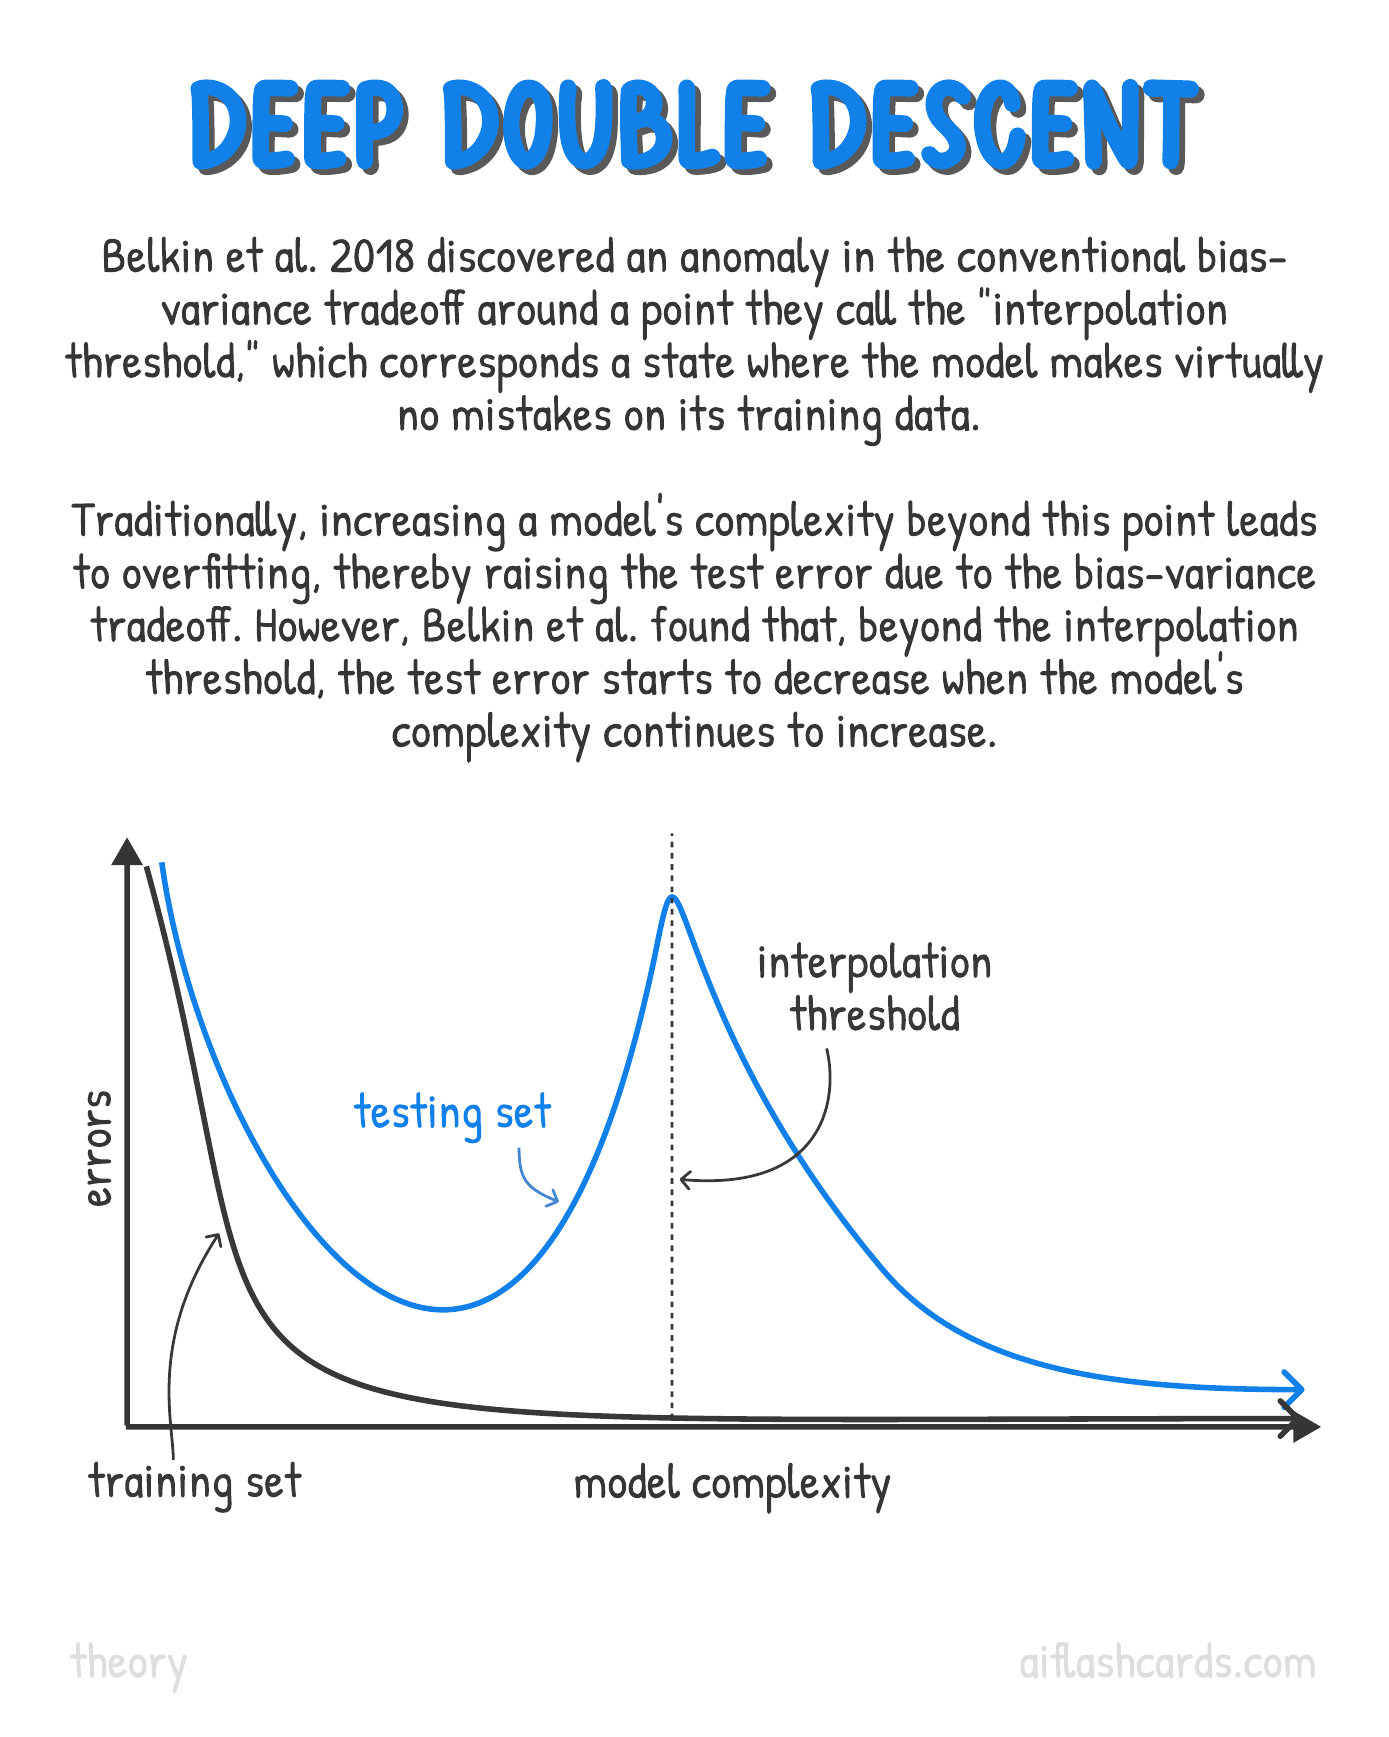 DEEP DOUBLE DESCENT
Belkin et al. 2018 discovered an anomaly in the conventional bias-
variance tradeoff around a point they call the "interpolation
threshold," which corresponds a state where the model makes virtually
no mistakes on its training data.
Traditionally, increasing a model's complexity beyond this point leads
to overfitting, thereby raising the test error due to the bias-variance
tradeoff. However, Belkin et al. found that, beyond the interpolation
threshold, the test error starts to decrease when the model's
complexity continues to increase.
interpolation
threshold
testing set
errors
training set
model complexity
theory
aiflashcards.com